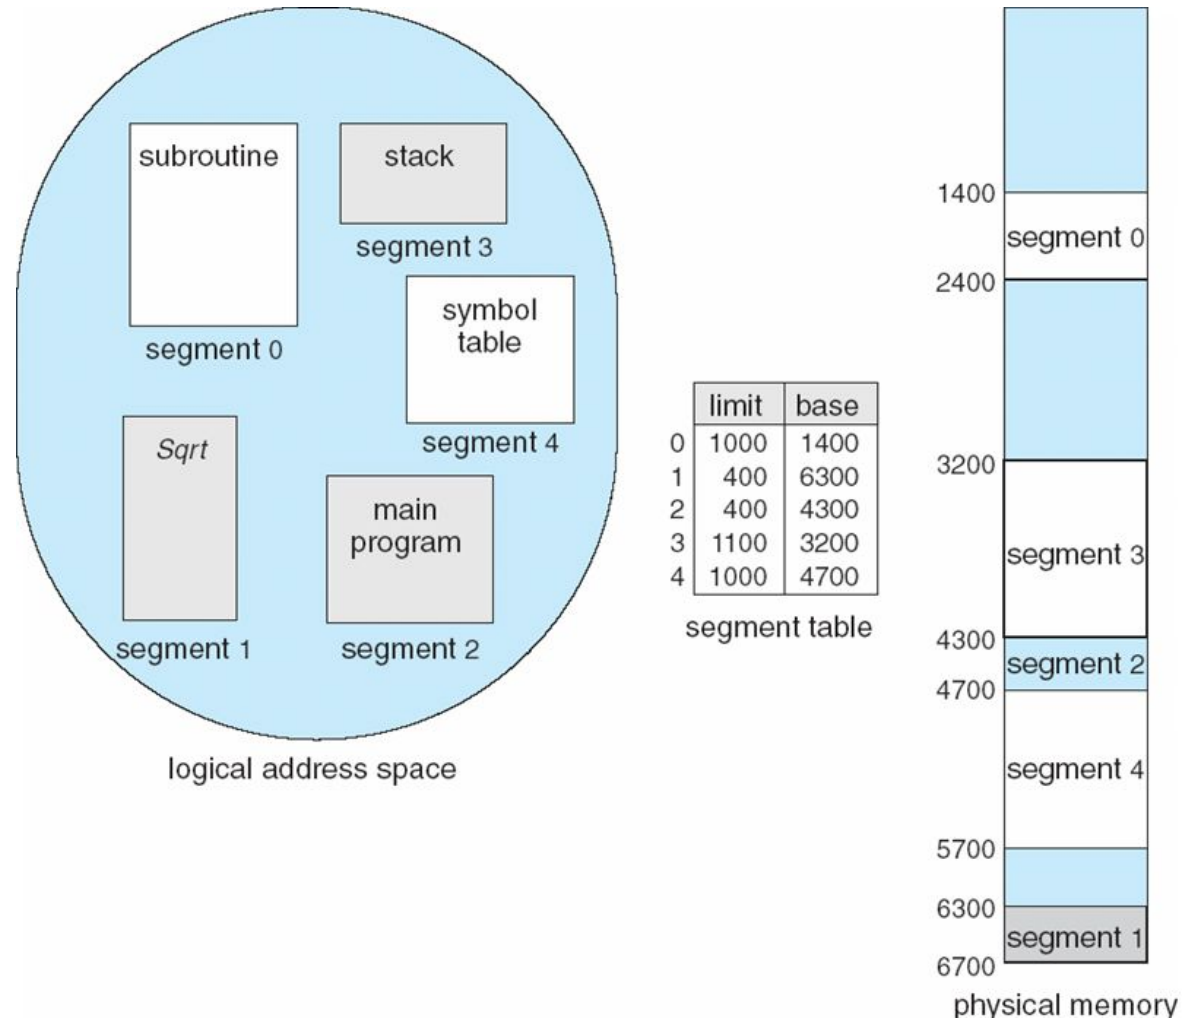 subroutine
stack
segment 3
segment 0
symbol
table
segment 4
Sqrt
segment 1
main
program
segment 2
logical address space
limit base
0 1000 1400
1 400 6300
2 400 4300
3 1100 3200
4 1000 4700
segment table
1400
segment 0
2400
3200
segment 3
4300
segment 2
4700
segment 4
5700
6300
segment 1
6700
physical memory